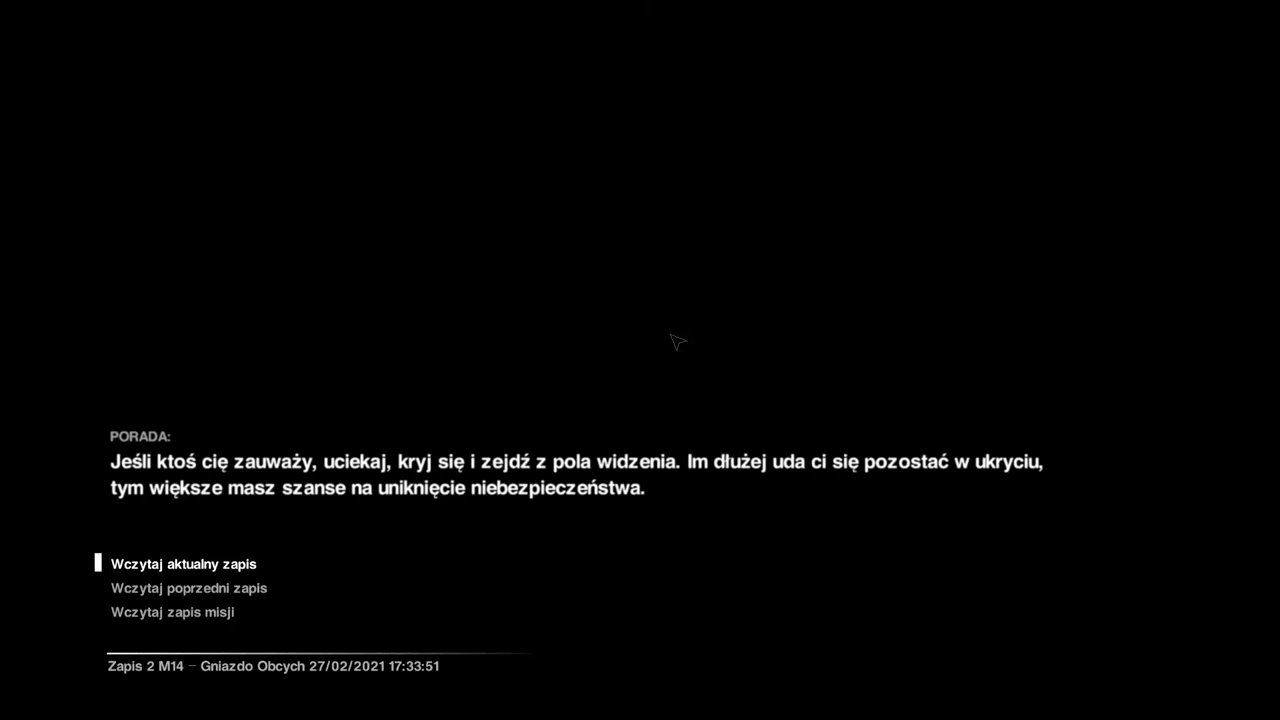 PORADA:
Jeśli ktoś cię zauważy, uciekaj, kryj się i zejdź z pola widzenia. Im dłużej uda ci się pozostać w ukryciu,
tym większe masz szanse na uniknięcie niebezpieczeństwa.
Wczytaj aktualny zapis
Wczytaj poprzedni zapis
Wczytaj zapis misji
Zapis 2 M14 – Gniazdo Obcych 27/02/2021 17:33:51